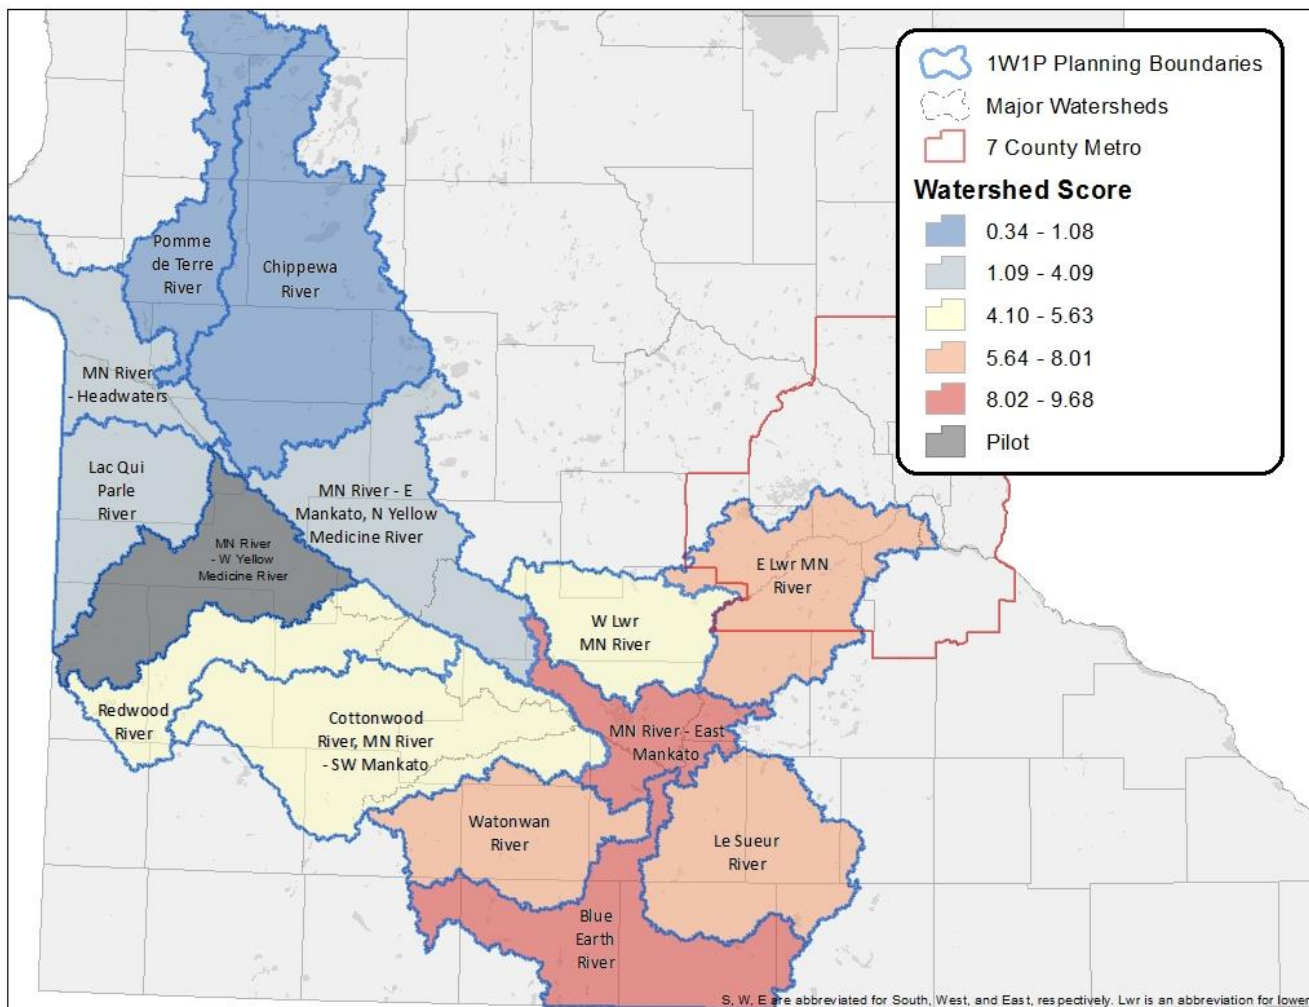 1W1P Planning Boundaries
Major Watersheds
7 County Metro
Watershed Score
0.34 - 1.08
1.09 - 4.09
4.10 - 5.63
5.64 - 8.01
8.02 - 9.68
Pilot
Pomme
de Terre
River
Chippewa
River
MN River
- Headwaters
Lac Qui
Parle
River
MN River - E
Mankato, N Yellow
Medicine River
MN River
- W Yellow
Medicine River
E Lwr MN
River
W Lwr
MN River
Redwood
River
Cottonwood
River, MN River
- SW Mankato
MN River - East
Mankato
Watonwan
River
Le Sueur
River
Blue
Earth
River
S, W, E are abbreviated for South, West, and East, respectively. Lwr is an abbreviation for lower